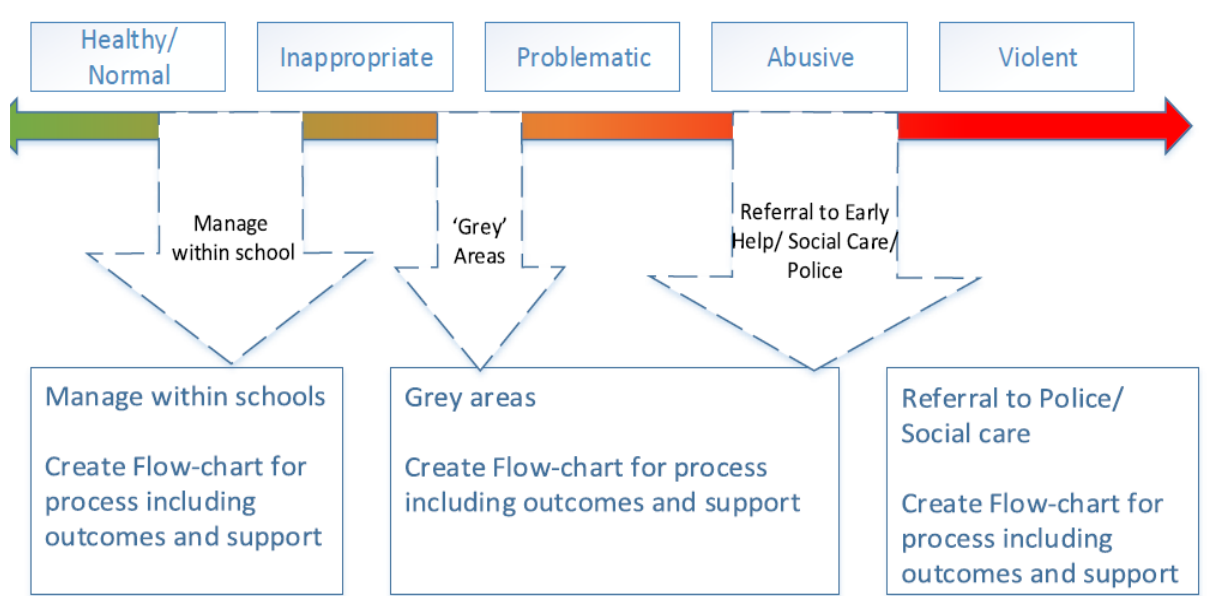 Healthy/
Normal
Inappropriate
Problematic
Abusive
Violent
Manage
within school
‘Grey’
Areas
Referral to Early
Help/ Social Care/
Police
Manage within schools
Create Flow-chart for
process including
outcomes and support
Grey areas
Create Flow-chart for process
including outcomes and support
Referral to Police/
Social care
Create Flow-chart for
process including
outcomes and support